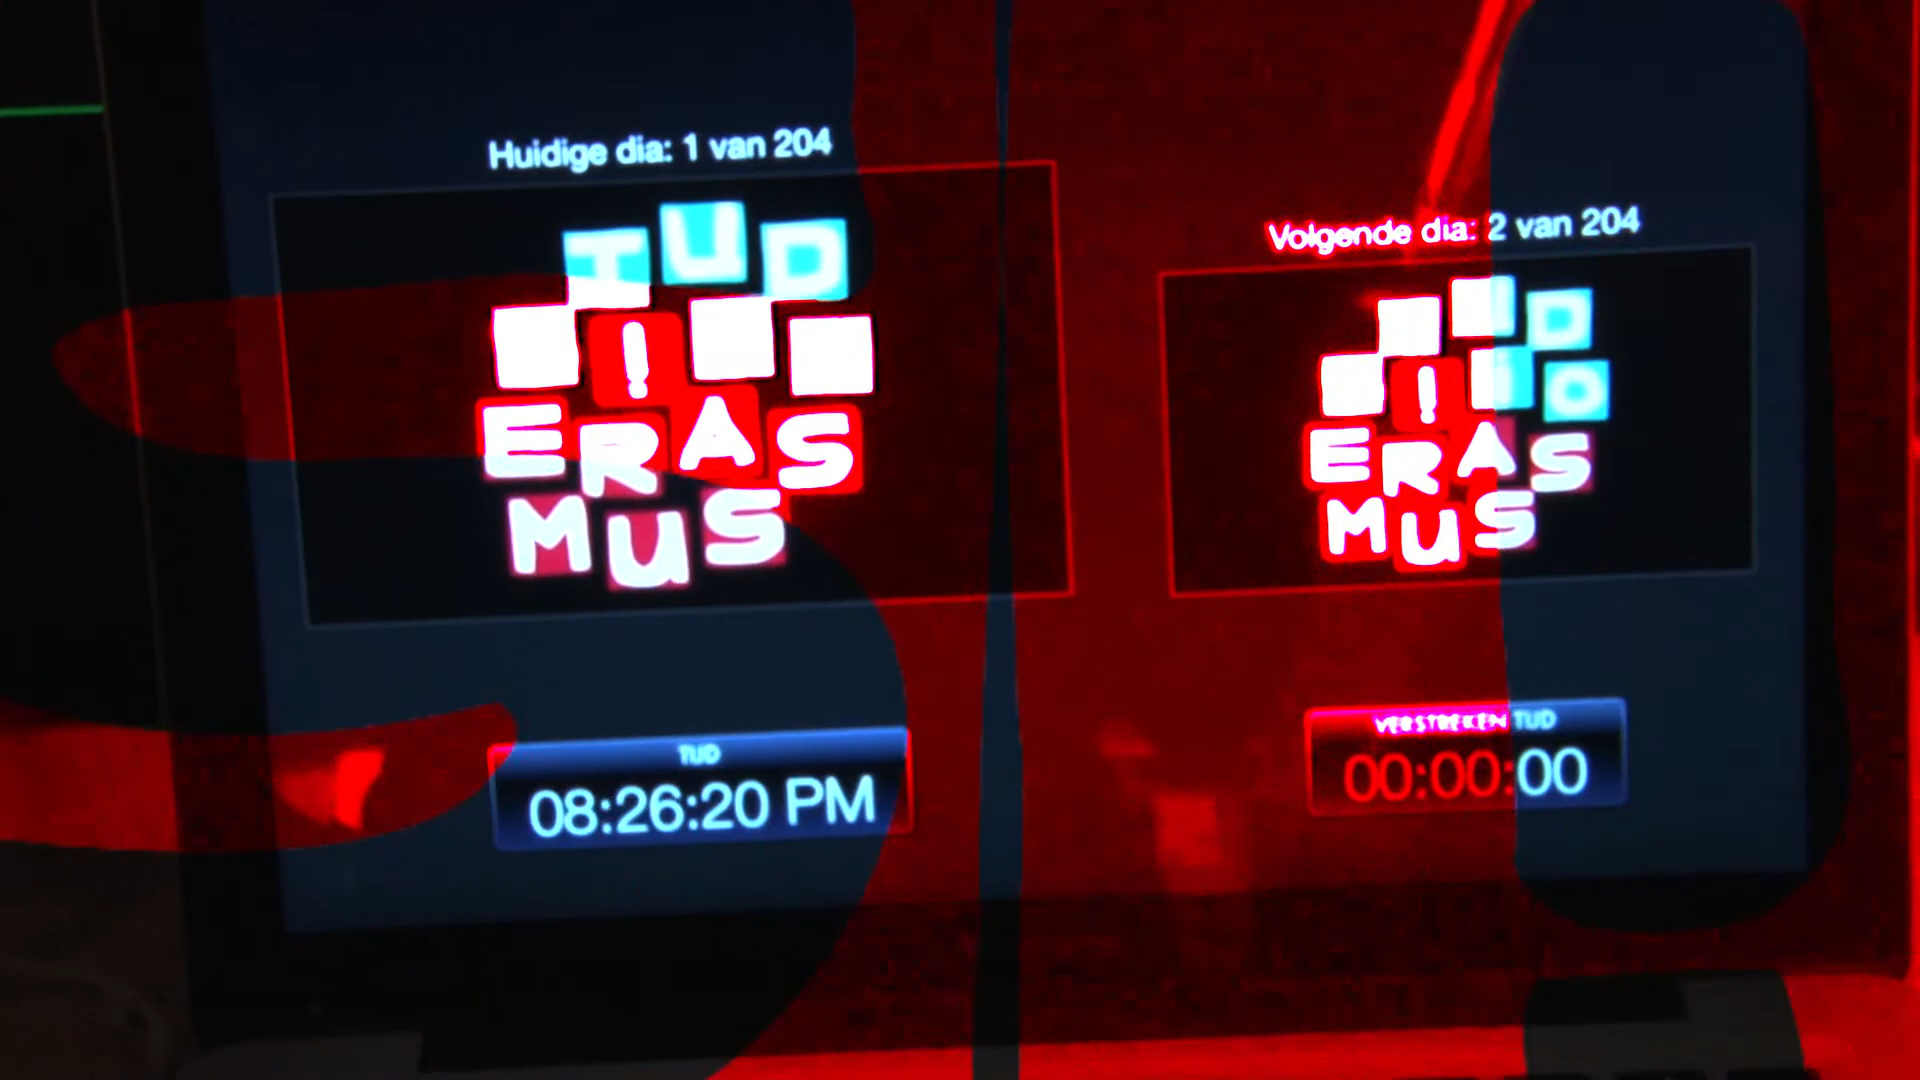 Huidige dia: 1 van 204
TUD
!
ERAS
MUS
TIJD
08:26:20 PM
Volgende dia: 2 van 204
D
! i O
ERAS
MUS
VERSTREKEN TIJD
00:00:00